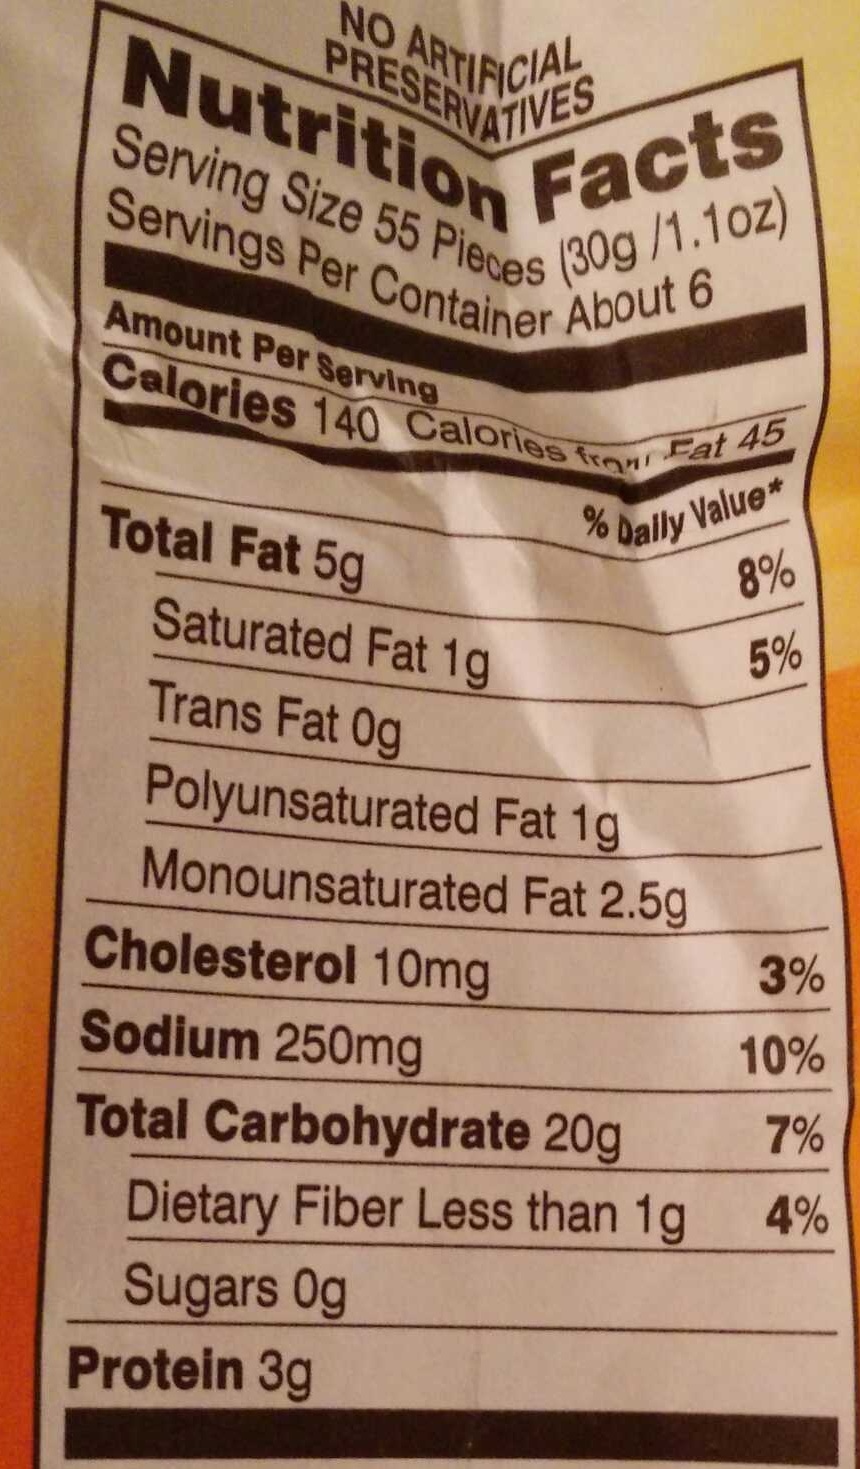 NO ARTIFICIAL
PRESERVATIVES
Nutrition Facts
Serving Size 55 Pieces (30g /1.1oz)
Servings Per Container About 6
Amount Per Serving
Calories 140 Calories from Fat 45
% Daily Value*
Total Fat 5g 8%
Saturated Fat 1g 5%
Trans Fat 0g
Polyunsaturated Fat 1g
Monounsaturated Fat 2.5g
Cholesterol 10mg 3%
Sodium 250mg 10%
Total Carbohydrate 20g 7%
Dietary Fiber Less than 1g 4%
Sugars 0g
Protein 3g